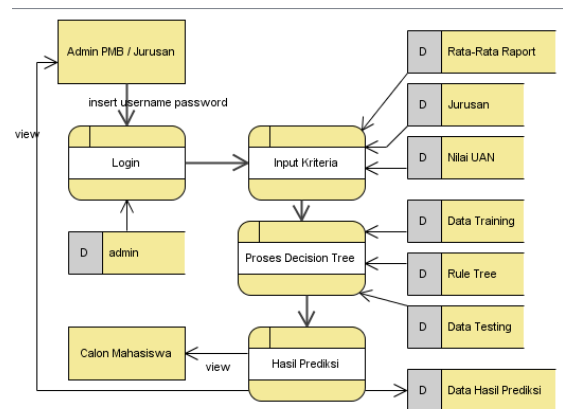 Admin PMB / Jurusan
D Rata-Rata Raport
insert username password
D Jurusan
view
Login
Input Kriteria
D Nilai UAN
D admin
D Data Training
Proses Decision Tree
D Rule Tree
D Data Testing
Calon Mahasiswa
view
Hasil Prediksi
D Data Hasil Prediksi